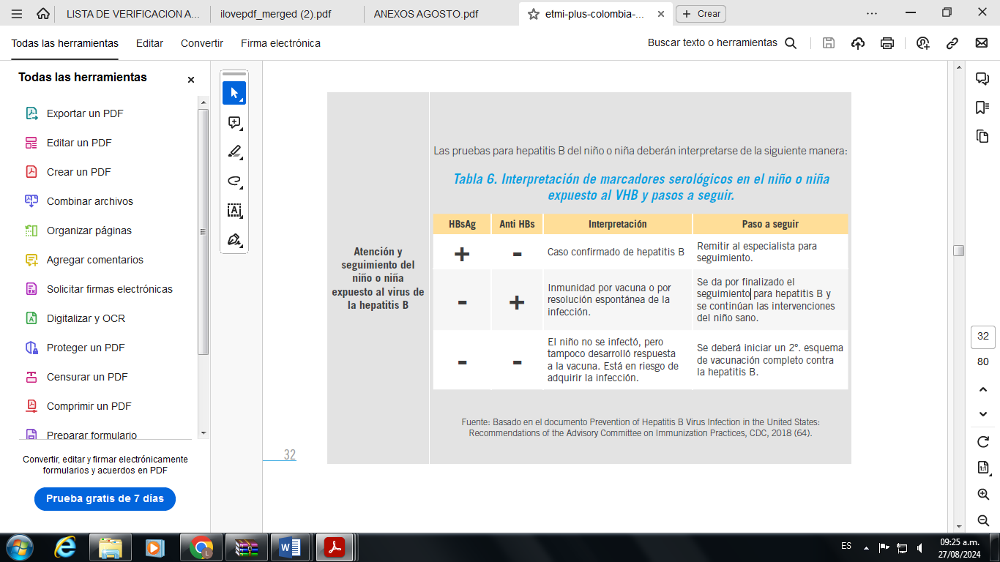 LISTA DE VERIFICACION A...
ilovepdf_merged (2).pdf
ANEXOS AGOSTO.pdf
etmi-plus-colombia-...
Crear
Todas las herramientas
Editar
Convertir
Firma electrónica
Buscar texto o herramientas
Todas las herramientas
Exportar un PDF
Editar un PDF
Crear un PDF
Combinar archivos
Organizar páginas
Agregar comentarios
Solicitar firmas electrónicas
Digitalizar y OCR
Proteger un PDF
Censurar un PDF
Comprimir un PDF
Preparar formulario
Convertir, editar y firmar electrónicamente
formularios y acuerdos en PDF
Prueba gratis de 7 días
Las pruebas para hepatitis B del niño o niña deberán interpretarse de la siguiente manera:
Tabla 6. Interpretación de marcadores serológicos en el niño o niña
expuesto al VHB y pasos a seguir.
Atención y
seguimiento del
niño o niña
expuesto al virus de
la hepatitis B
HBsAg
Anti HBs
Interpretación
Paso a seguir
+
-
Caso confirmado de hepatitis B
Remitir al especialista para
seguimiento.
-
+
Inmunidad por vacuna o por
resolución espontánea de la
infección.
Se da por finalizado el
seguimiento para hepatitis B y
se continúan las intervenciones
del niño sano.
-
-
El niño no se infectó, pero
tampoco desarrolló respuesta
a la vacuna. Está en riesgo de
adquirir la infección.
Se deberá iniciar un 2°. esquema
de vacunación completo contra
la hepatitis B.
Fuente: Basado en el documento Prevention of Hepatitis B Virus Infection in the United States:
Recommendations of the Advisory Committee on Immunization Practices, CDC, 2018 (64).
32
32
80
1:1
ES
09:25 a.m.
27/08/2024